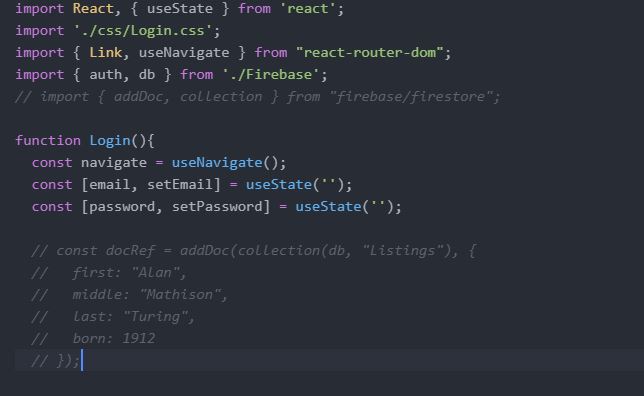 import React, { useState } from 'react';
import './css/Login.css';
import { Link, useNavigate } from "react-router-dom";
import { auth, db } from './Firebase';
// import { addDoc, collection } from "firebase/firestore";
function Login(){
const navigate = useNavigate();
const [email, setEmail] = useState('');
const [password, setPassword] = useState('');
// const docRef = addDoc(collection(db, "Listings"), {
//   first: "Alan",
//   middle: "Mathison",
//   last: "Turing",
//   born: 1912
// });